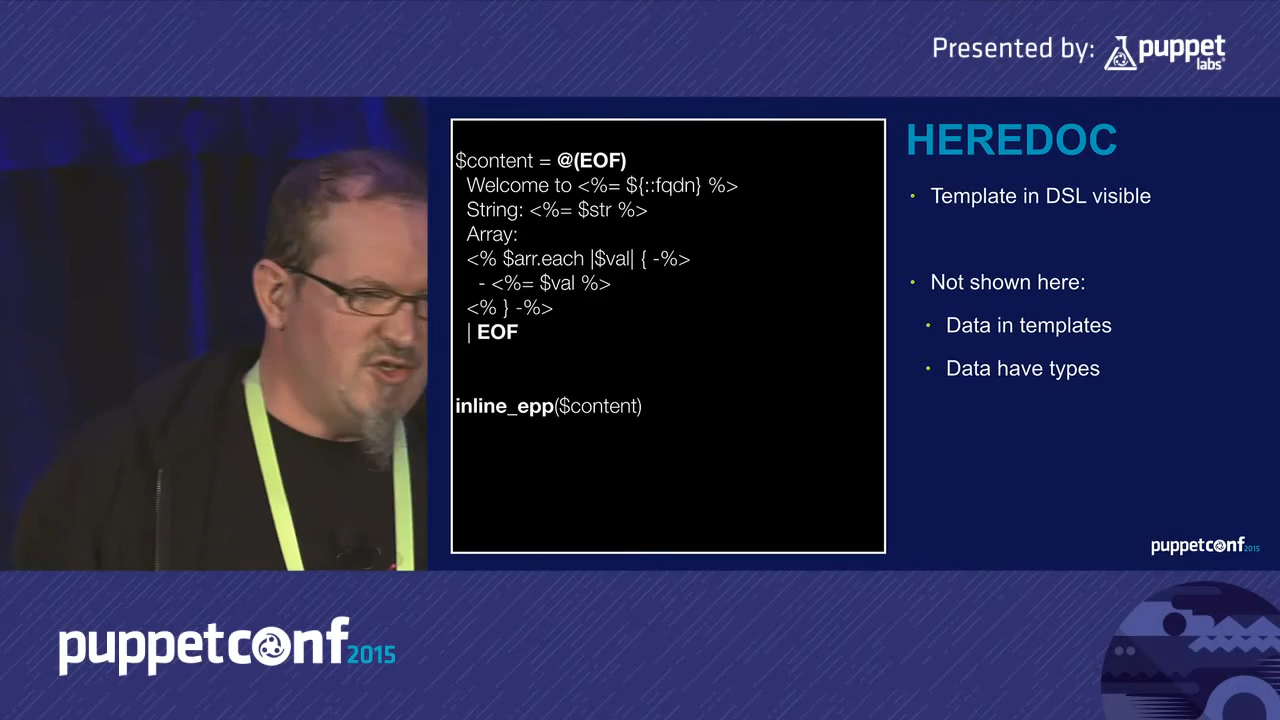 Presented by: puppet labs®
$content = @(EOF)
Welcome to <%= ${::fqdn} %>
String: <%= $str %>
Array:
<% $arr.each |$val| { -%>
- <%= $val %>
<% } -%>
| EOF
inline_epp($content)
HEREDOC
• Template in DSL visible
• Not shown here:
• Data in templates
• Data have types
puppetconf 2015
puppetconf 2015